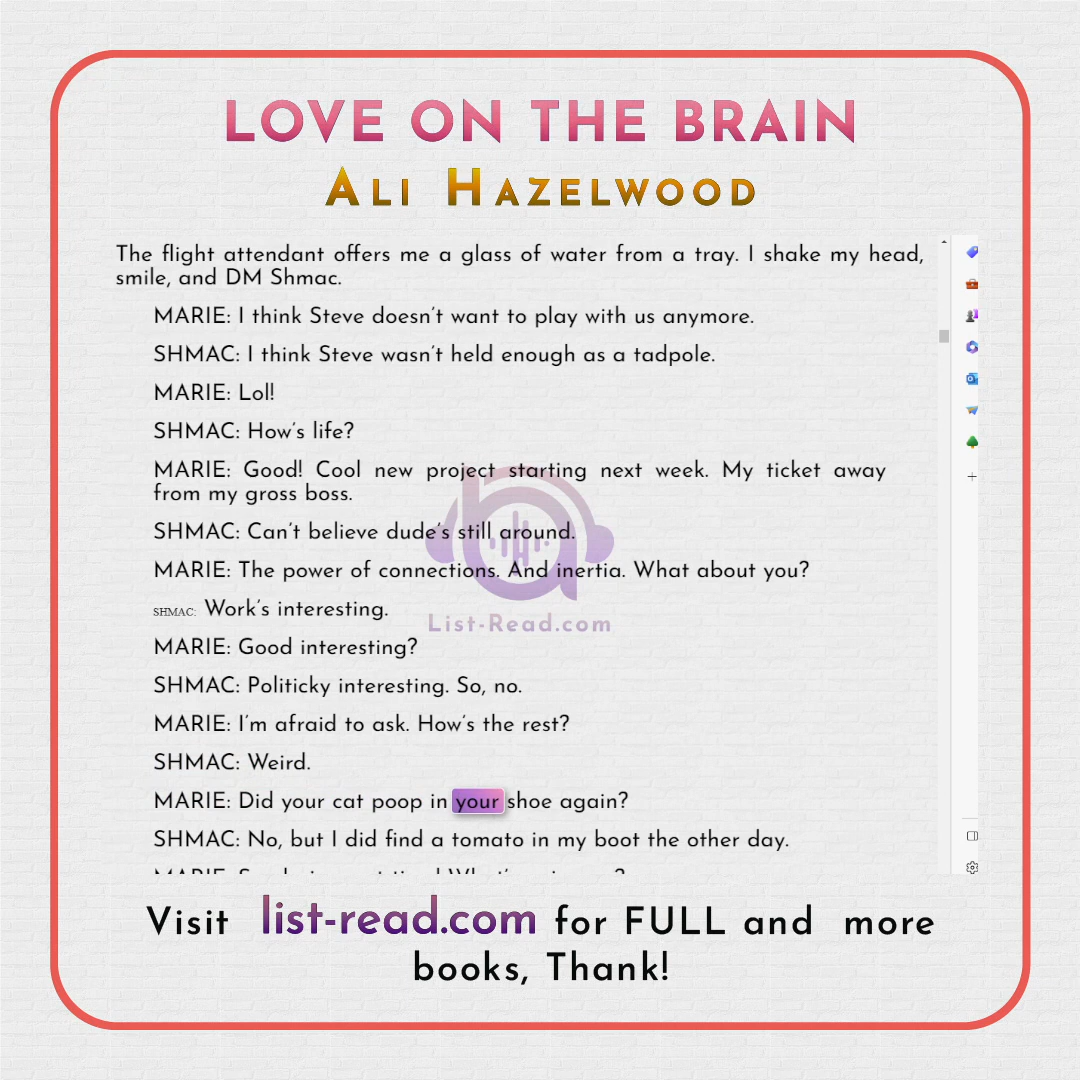 LOVE ON THE BRAIN
ALI HAZELWOOD
The flight attendant offers me a glass of water from a tray. I shake my head,
smile, and DM Shmac.
MARIE: I think Steve doesn't want to play with us anymore.
SHMAC: I think Steve wasn't held enough as a tadpole.
MARIE: Lol!
SHMAC: How's life?
MARIE: Good! Cool new project starting next week. My ticket away
from my gross boss.
SHMAC: Can't believe dude's still around.
MARIE: The power of connections. And inertia. What about you?
SHMAC: Work's interesting.
List-Read.com
MARIE: Good interesting?
SHMAC: Politicky interesting. So, no.
MARIE: I'm afraid to ask. How's the rest?
SHMAC: Weird.
MARIE: Did your cat poop in your shoe again?
SHMAC: No, but I did find a tomato in my boot the other day.
Visit list-read.com for FULL and more
books, Thank!